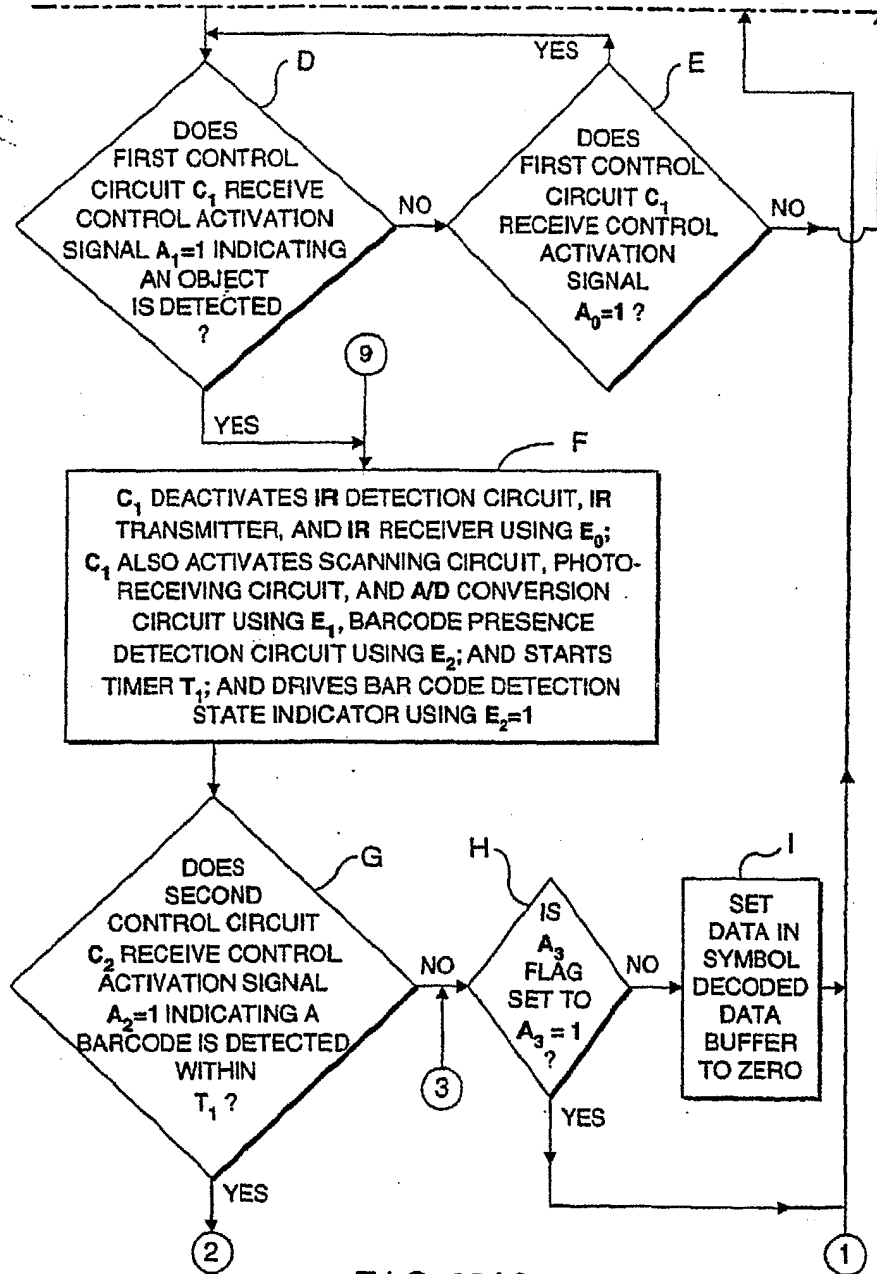 YES
D
E
DOES
FIRST CONTROL
CIRCUIT C₁ RECEIVE
CONTROL ACTIVATION
SIGNAL A₁=1 INDICATING
AN OBJECT
IS DETECTED
?
NO
DOES
FIRST CONTROL
CIRCUIT C₁
RECEIVE CONTROL
ACTIVATION
SIGNAL
A₀=1 ?
NO
9
YES
F
C₁ DEACTIVATES IR DETECTION CIRCUIT, IR
TRANSMITTER, AND IR RECEIVER USING E₀;
C₁ ALSO ACTIVATES SCANNING CIRCUIT, PHOTO-
RECEIVING CIRCUIT, AND A/D CONVERSION
CIRCUIT USING E₁, BARCODE PRESENCE
DETECTION CIRCUIT USING E₂; AND STARTS
TIMER T₁; AND DRIVES BAR CODE DETECTION
STATE INDICATOR USING E₂=1
G
DOES
SECOND
CONTROL CIRCUIT
C₂ RECEIVE CONTROL
ACTIVATION SIGNAL
A₂=1 INDICATING A
BARCODE IS DETECTED
WITHIN
T₁ ?
NO
3
H
IS
A₃
FLAG
SET TO
A₃ = 1
?
NO
I
SET
DATA IN
SYMBOL
DECODED
DATA
BUFFER
TO ZERO
YES
YES
2
1